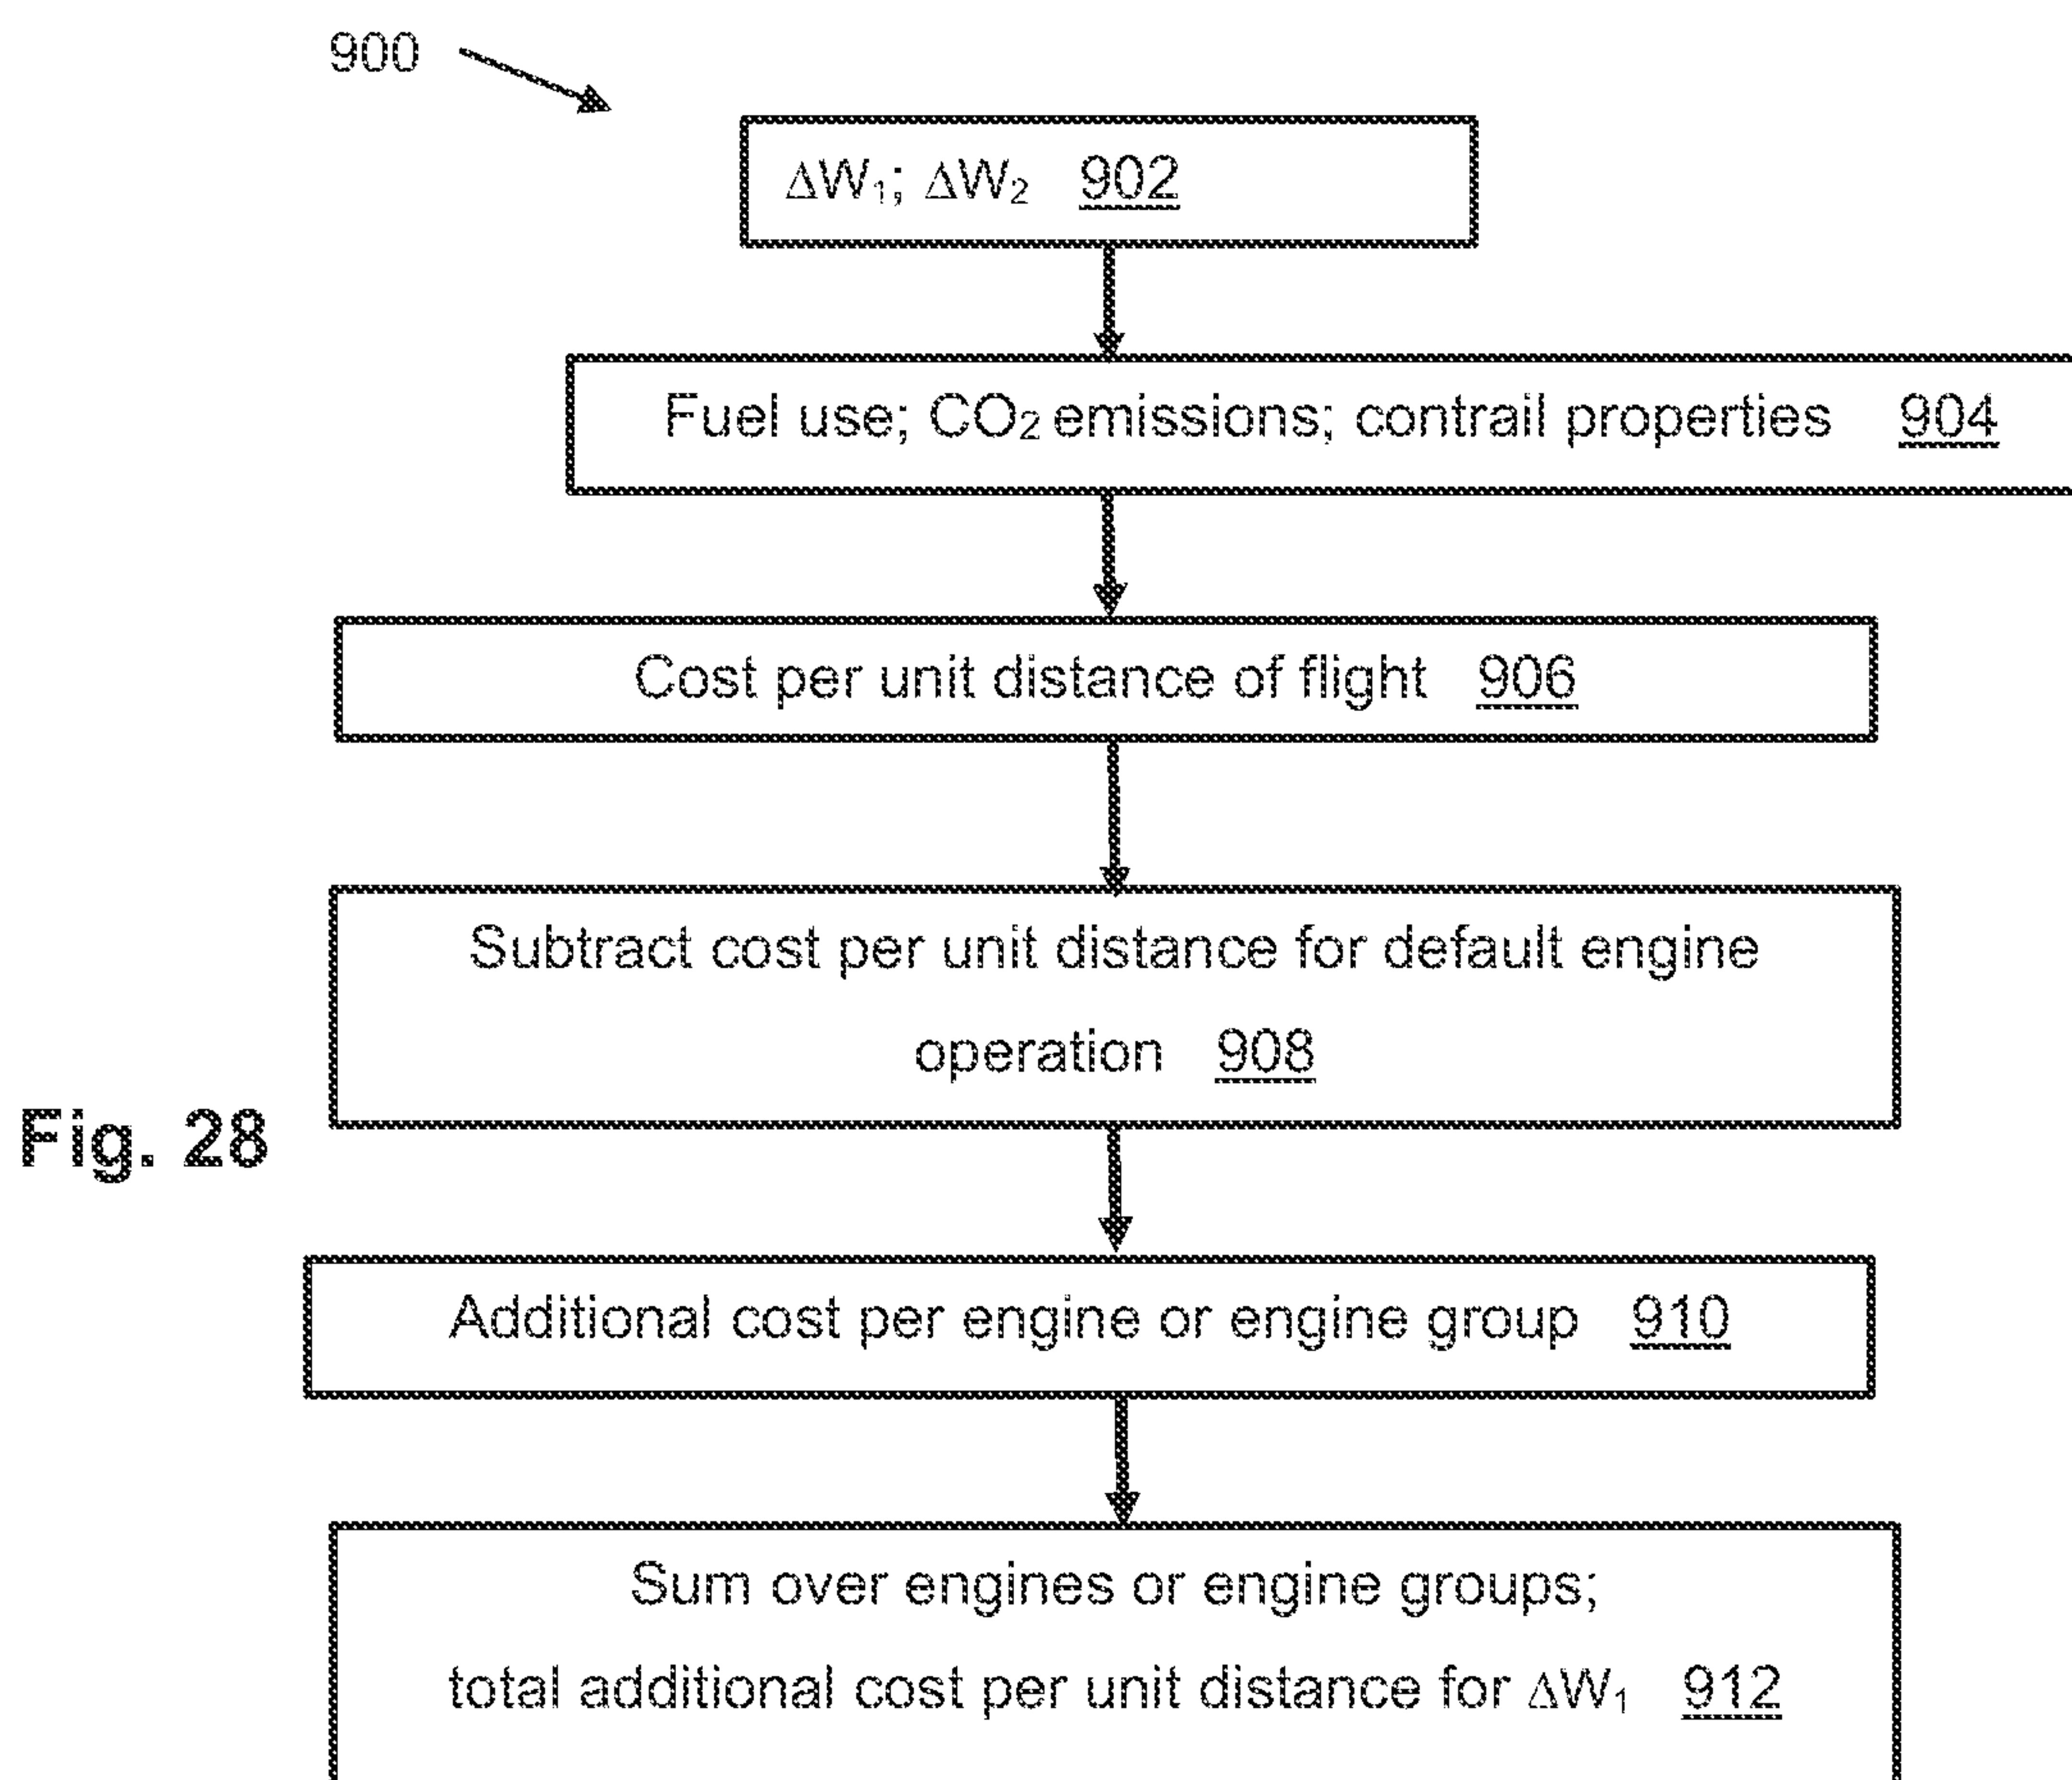 900
ΔW₁; ΔW₂ 902
Fuel use; CO₂ emissions; contrail properties 904
Cost per unit distance of flight 906
Subtract cost per unit distance for default engine
operation 908
Fig. 28
Additional cost per engine or engine group 910
Sum over engines or engine groups;
total additional cost per unit distance for ΔW₁ 912